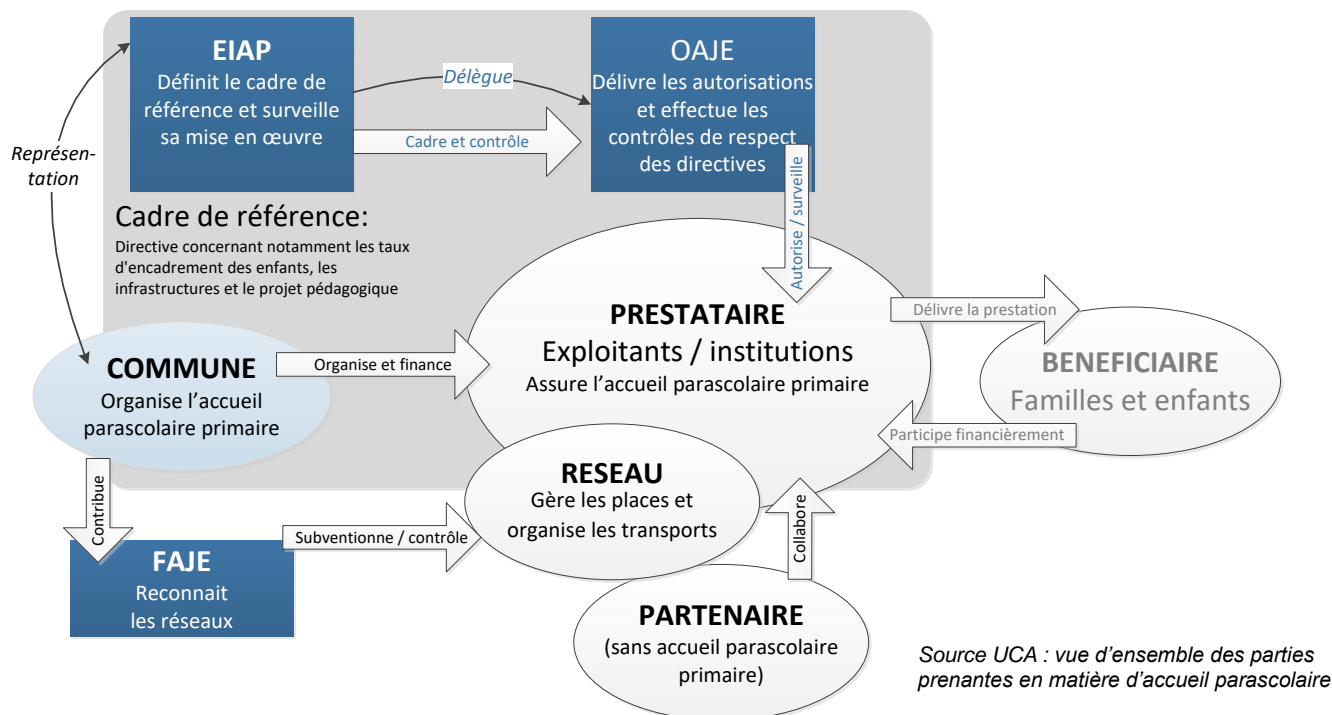 EIAP
Définit le cadre de
référence et surveille
sa mise en œuvre
Délègue
Cadre et contrôle
OAJE
Délivre les autorisations
et effectue les
contrôles de respect
des directives
Représen-
tation
Autorise / surveille
Cadre de référence:
Directive concernant notamment les taux
d'encadrement des enfants, les
infrastructures et le projet pédagogique
PRESTATAIRE
Exploitants / institutions
Assure l’accueil parascolaire primaire
Délivre la prestation
BENEFICIAIRE
Familles et enfants
Participe financièrement
COMMUNE
Organise l’accueil
parascolaire primaire
Organise et finance
Contribue
RESEAU
Gère les places et
organise les transports
Subventionne / contrôle
Collabore
FAJE
Reconnait
les réseaux
PARTENAIRE
(sans accueil parascolaire
primaire)
Source UCA : vue d’ensemble des parties
prenantes en matière d’accueil parascolaire